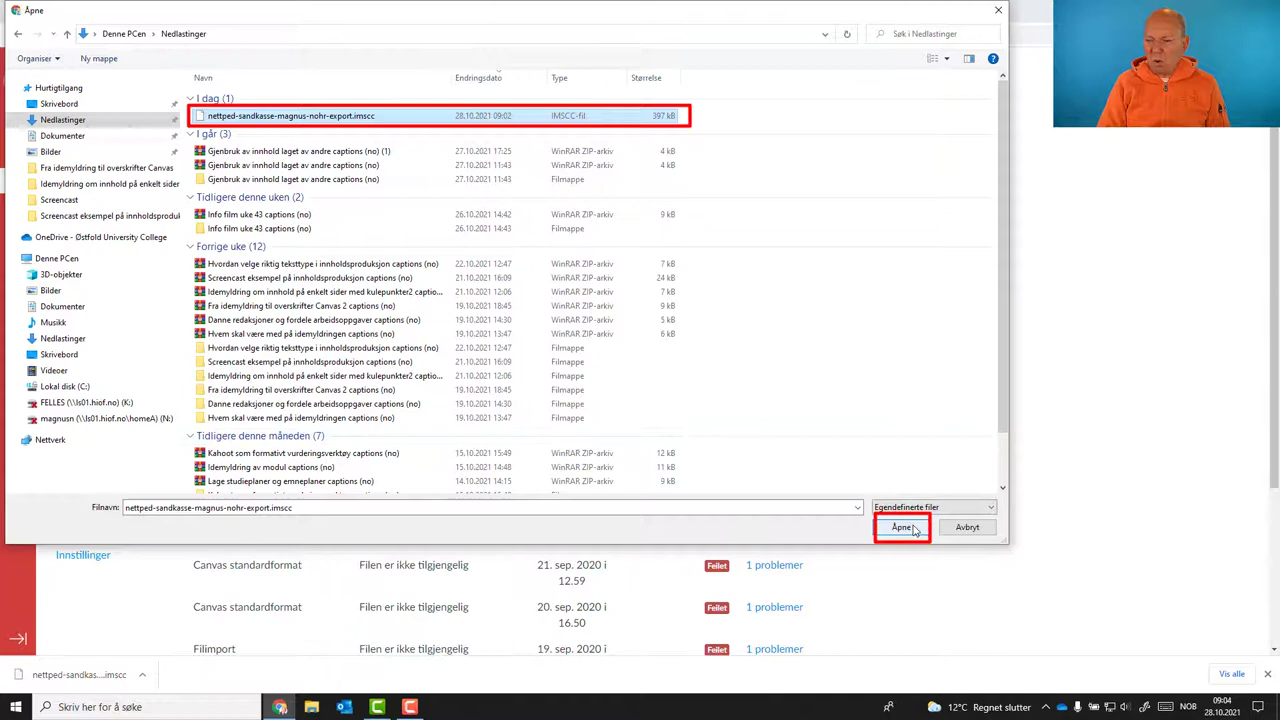 Åpne
Denne PCen > Nedlastinger
Søk i Nedlastinger
Organiser
Ny mappe
Navn Endringsdato Type Størrelse
Hurtigtilgang
Skrivebord
Nedlastinger
Dokumenter
Bilder
Fra idemyldring til overskrifter Canvas
Idemyldring om innhold på enkelt sider
Screencast
Screencast eksempel på innholdsproduk
OneDrive - Østfold University College
Denne PCen
3D-objekter
Bilder
Dokumenter
Musikk
Nedlastinger
Skrivebord
Videoer
Lokal disk (C:)
FELLES (\\ls01.hiof.no) (K:)
magnusn (\\ls01.hiof.no\homeA) (N:)
Nettverk
I dag (1)
nettped-sandkasse-magnus-nohr-export.imscc 28.10.2021 09:02 IMSCC-fil 397 kB
I går (3)
Gjenbruk av innhold laget av andre captions (no) (1) 27.10.2021 17:25 WinRAR ZIP-arkiv 4 kB
Gjenbruk av innhold laget av andre captions (no) 27.10.2021 11:43 WinRAR ZIP-arkiv 4 kB
Gjenbruk av innhold laget av andre captions (no) 27.10.2021 11:43 Filmappe
Tidligere denne uken (2)
Info film uke 43 captions (no) 26.10.2021 14:42 WinRAR ZIP-arkiv 9 kB
Info film uke 43 captions (no) 26.10.2021 14:43 Filmappe
Forrige uke (12)
Hvordan velge riktig teksttype i innholdsproduksjon captions (no) 22.10.2021 12:47 WinRAR ZIP-arkiv 7 kB
Screencast eksempel på innholdsproduksjon captions (no) 21.10.2021 16:09 WinRAR ZIP-arkiv 24 kB
Idemyldring om innhold på enkelt sider med kulepunkter2 captio... 21.10.2021 12:06 WinRAR ZIP-arkiv 7 kB
Fra idemyldring til overskrifter Canvas 2 captions (no) 19.10.2021 18:45 WinRAR ZIP-arkiv 9 kB
Danne redaksjoner og fordele arbeidsoppgaver captions (no) 19.10.2021 14:30 WinRAR ZIP-arkiv 5 kB
Hvem skal være med på idemyldringen captions (no) 19.10.2021 13:47 WinRAR ZIP-arkiv 6 kB
Hvordan velge riktig teksttype i innholdsproduksjon captions (no) 22.10.2021 12:47 Filmappe
Screencast eksempel på innholdsproduksjon captions (no) 21.10.2021 16:09 Filmappe
Idemyldring om innhold på enkelt sider med kulepunkter2 captio... 21.10.2021 12:06 Filmappe
Fra idemyldring til overskrifter Canvas 2 captions (no) 19.10.2021 18:45 Filmappe
Danne redaksjoner og fordele arbeidsoppgaver captions (no) 19.10.2021 14:30 Filmappe
Hvem skal være med på idemyldringen captions (no) 19.10.2021 13:47 Filmappe
Tidligere denne måneden (7)
Kahoot som formativt vurderingsverktøy captions (no) 15.10.2021 15:49 WinRAR ZIP-arkiv 12 kB
Idemyldring av modul captions (no) 15.10.2021 14:48 WinRAR ZIP-arkiv 11 kB
Lage studieplaner og emneplaner captions (no) 14.10.2021 15:15 WinRAR ZIP-arkiv 9 kB
Filnavn: nettped-sandkasse-magnus-nohr-export.imscc
Egendefinerte filer
Åpne Avbryt
Innstillinger
Canvas standardformat Filen er ikke tilgjengelig 21. sep. 2020 i 12.59 Feilet 1 problemer
Canvas standardformat Filen er ikke tilgjengelig 20. sep. 2020 i 16.50 Feilet 1 problemer
Filimport Filen er ikke tilgjengelig 19. sep. 2020 i Feilet 1 problemer
nettped-sandkas....imscc
Vis alle
Skriv her for å søke
12°C Regnet slutter
NOB
09:04
28.10.2021